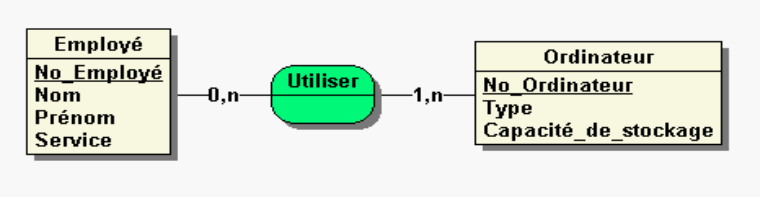 Employé
No_Employé
Nom
Prénom
Service
0,n
Utiliser
1,n
Ordinateur
No_Ordinateur
Type
Capacité_de_stockage